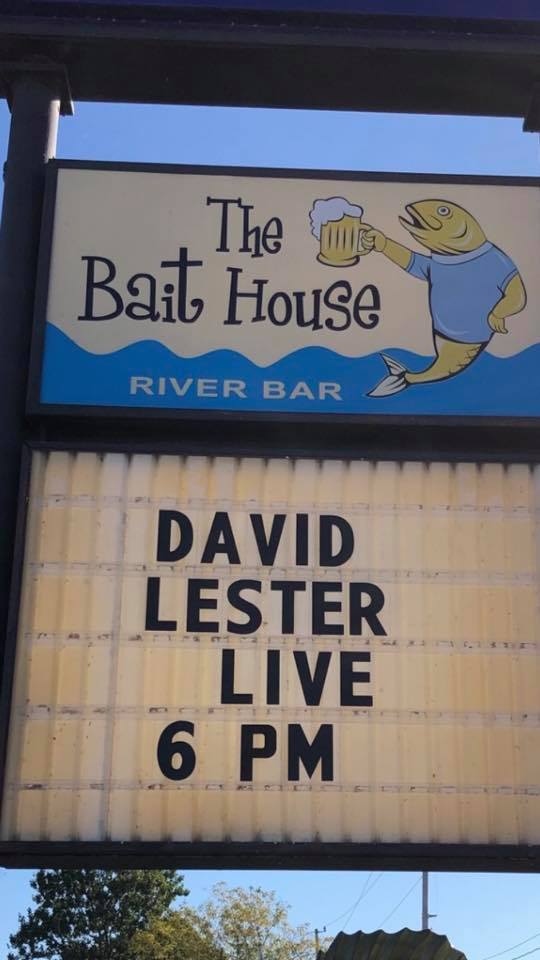 The
Bait House
RIVER BAR
DAVID
LESTER
LIVE
6 PM